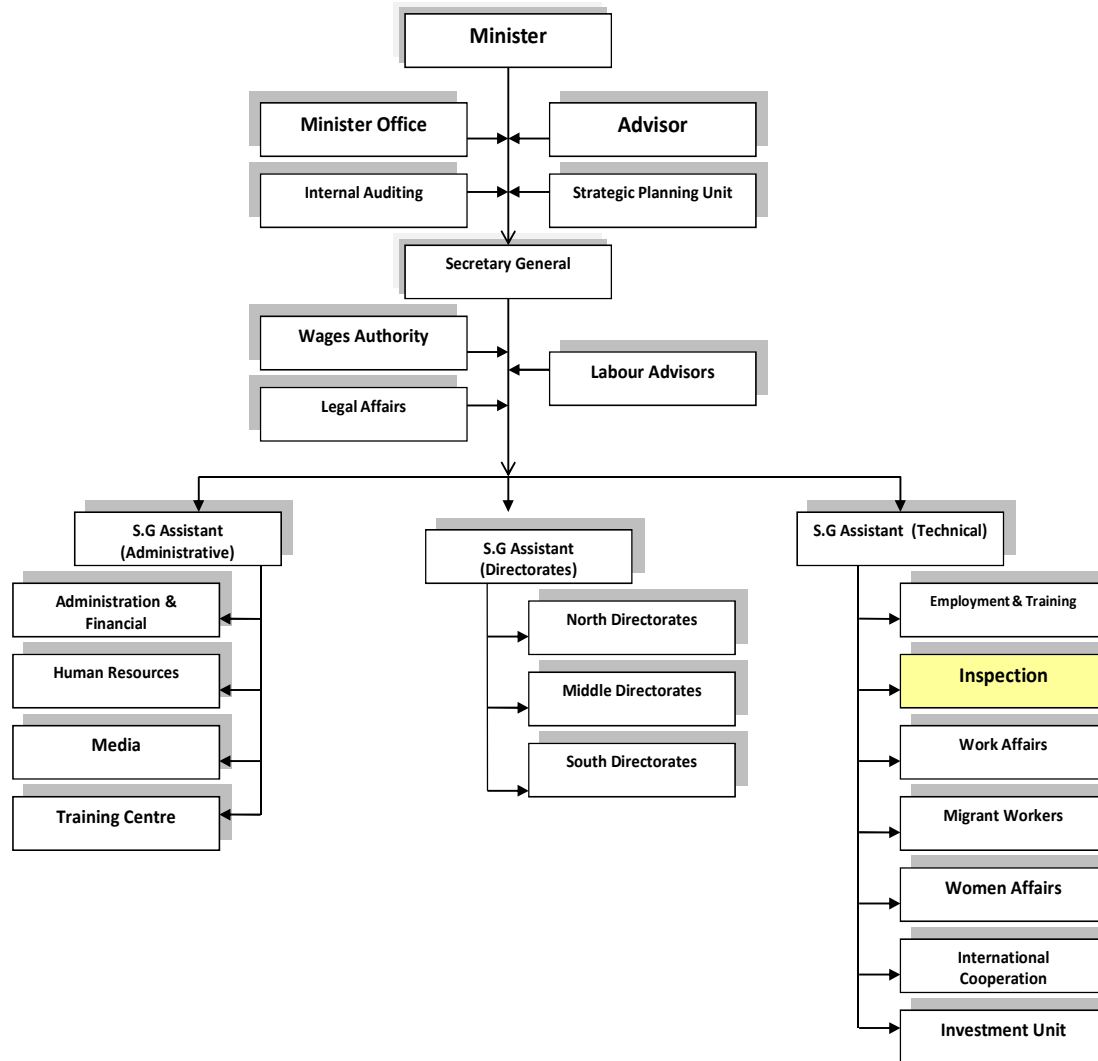 Minister
Minister Office
Advisor
Internal Auditing
Strategic Planning Unit
Secretary General
Wages Authority
Labour Advisors
Legal Affairs
S.G Assistant
(Administrative)
Administration &
Financial
Human Resources
Media
Training Centre
S.G Assistant
(Directorates)
North Directorates
Middle Directorates
South Directorates
S.G Assistant (Technical)
Employment & Training
Inspection
Work Affairs
Migrant Workers
Women Affairs
International
Cooperation
Investment Unit